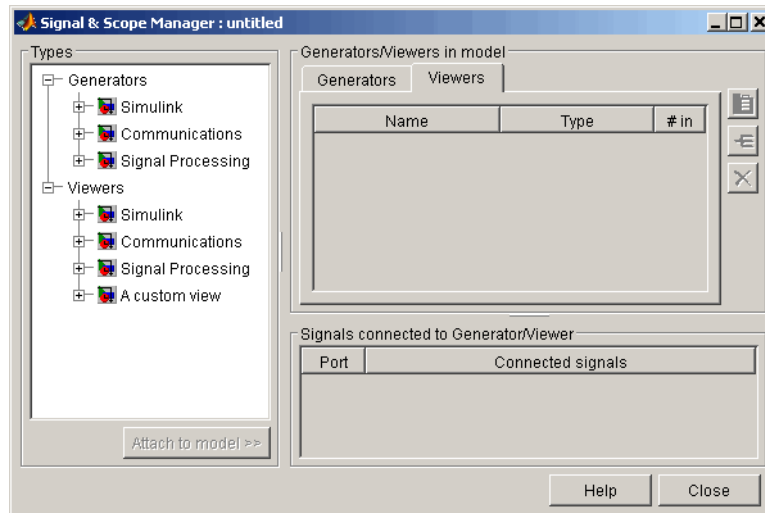 Signal & Scope Manager : untitled
Types
Generators
Simulink
Communications
Signal Processing
Viewers
Simulink
Communications
Signal Processing
A custom view
Attach to model >>
Generators/Viewers in model
Generators Viewers
Name Type # in
Signals connected to Generator/Viewer
Port Connected signals
Help Close